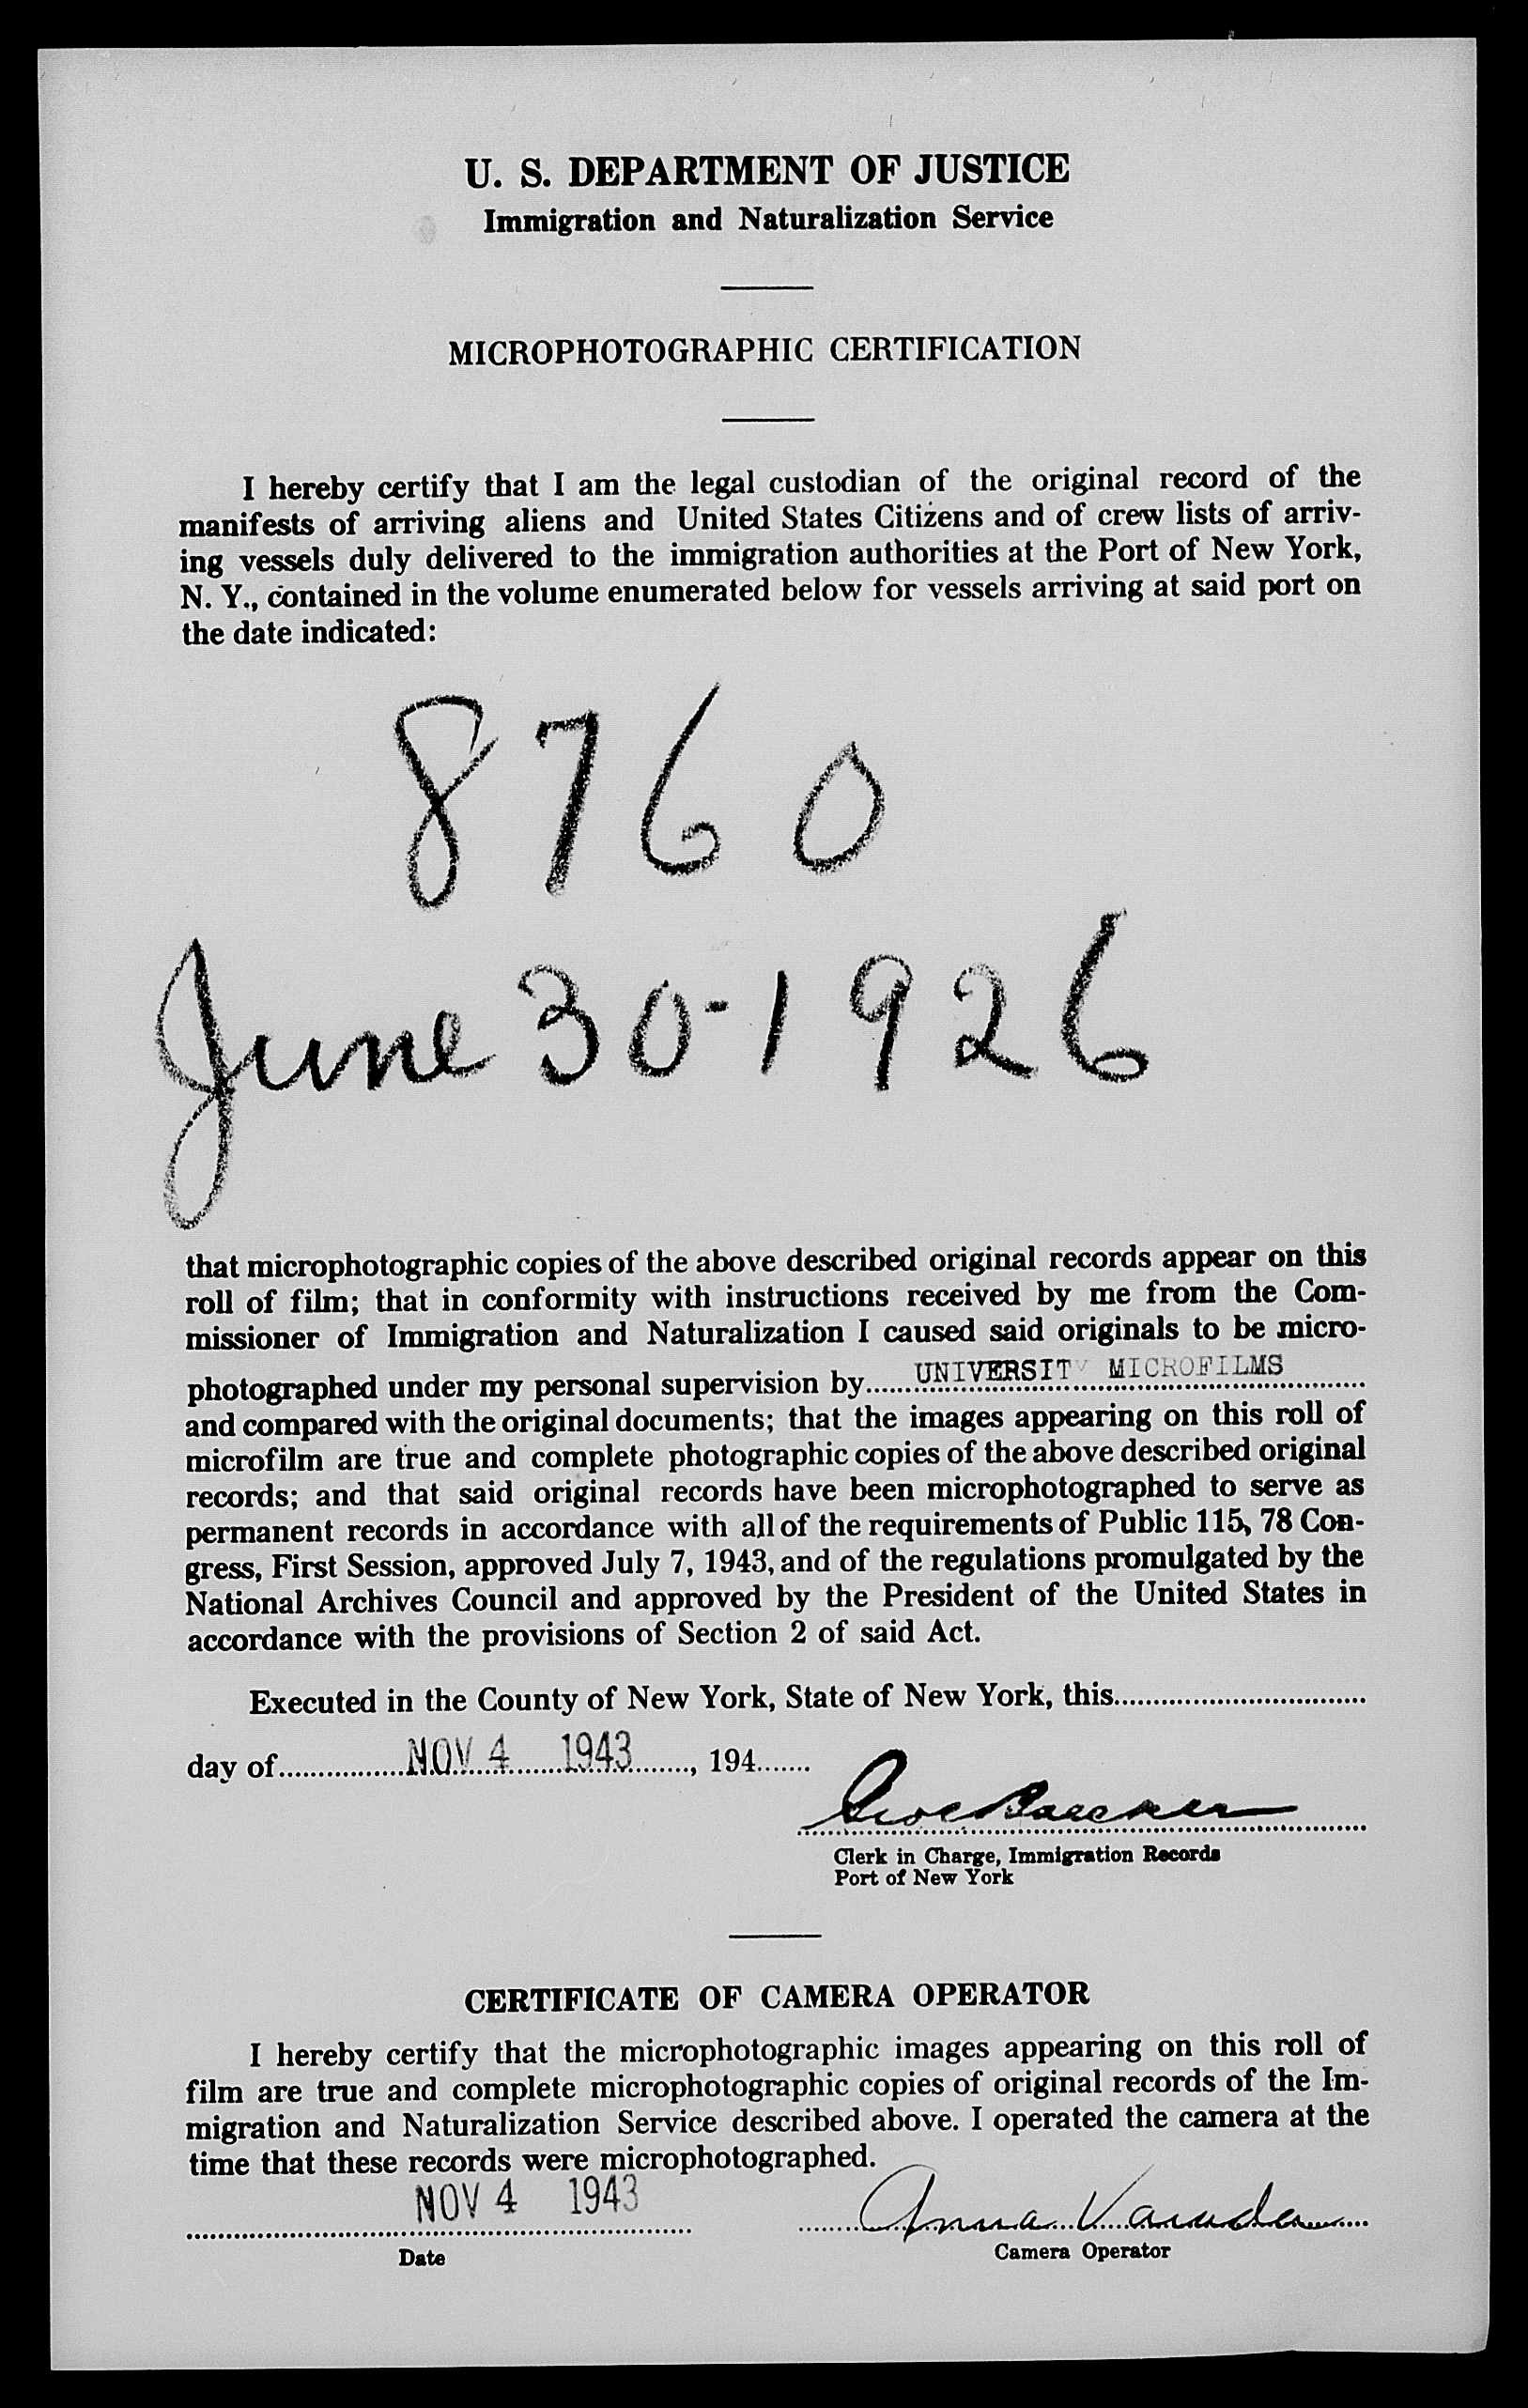 U. S. DEPARTMENT OF JUSTICE
Immigration and Naturalization Service
MICROPHOTOGRAPHIC CERTIFICATION
I hereby certify that I am the legal custodian of the original record of the
manifests of arriving aliens and United States Citizens and of crew lists of arriv-
ing vessels duly delivered to the immigration authorities at the Port of New York,
N. Y., contained in the volume enumerated below for vessels arriving at said port on
the date indicated:
8760
June 30-1926
that microphotographic copies of the above described original records appear on this
roll of film; that in conformity with instructions received by me from the Com-
missioner of Immigration and Naturalization I caused said originals to be micro-
photographed under my personal supervision by UNIVERSITY MICROFILMS
and compared with the original documents; that the images appearing on this roll of
microfilm are true and complete photographic copies of the above described original
records; and that said original records have been microphotographed to serve as
permanent records in accordance with all of the requirements of Public 115, 78 Con-
gress, First Session, approved July 7, 1943, and of the regulations promulgated by the
National Archives Council and approved by the President of the United States in
accordance with the provisions of Section 2 of said Act.
Executed in the County of New York, State of New York, this
day of NOV 4 1943, 194
Clerk in Charge, Immigration Records
Port of New York
CERTIFICATE OF CAMERA OPERATOR
I hereby certify that the microphotographic images appearing on this roll of
film are true and complete microphotographic copies of original records of the Im-
migration and Naturalization Service described above. I operated the camera at the
time that these records were microphotographed.
NOV 4 1943
Anna
Date
Camera Operator